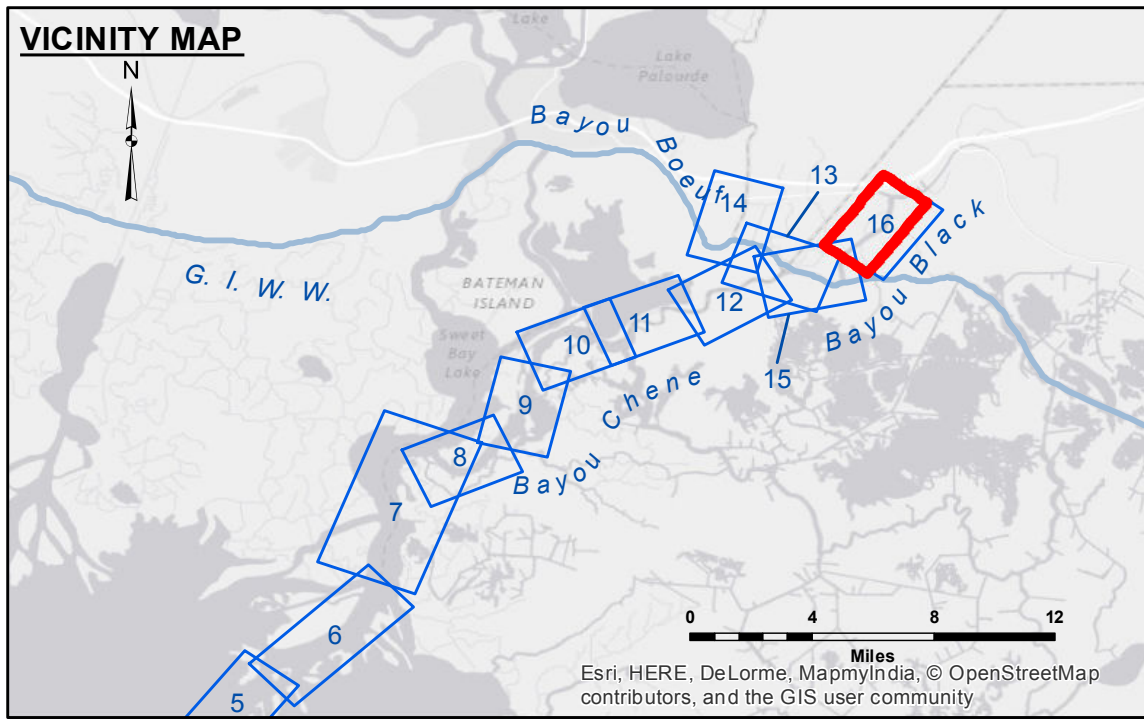 VICINITY MAP
N
Lake
Lake
Palourde
Bayou
Boeuf
13
14
16
Bayou Black
G. I. W. W.
BATEMAN
ISLAND
12
11
10
Sweet
Bay
Lake
15
9
Bayou Chene
8
7
6
5
0 4 8 12
Miles
Esri, HERE, DeLorme, MapmyIndia, © OpenStreetMap
contributors, and the GIS user community